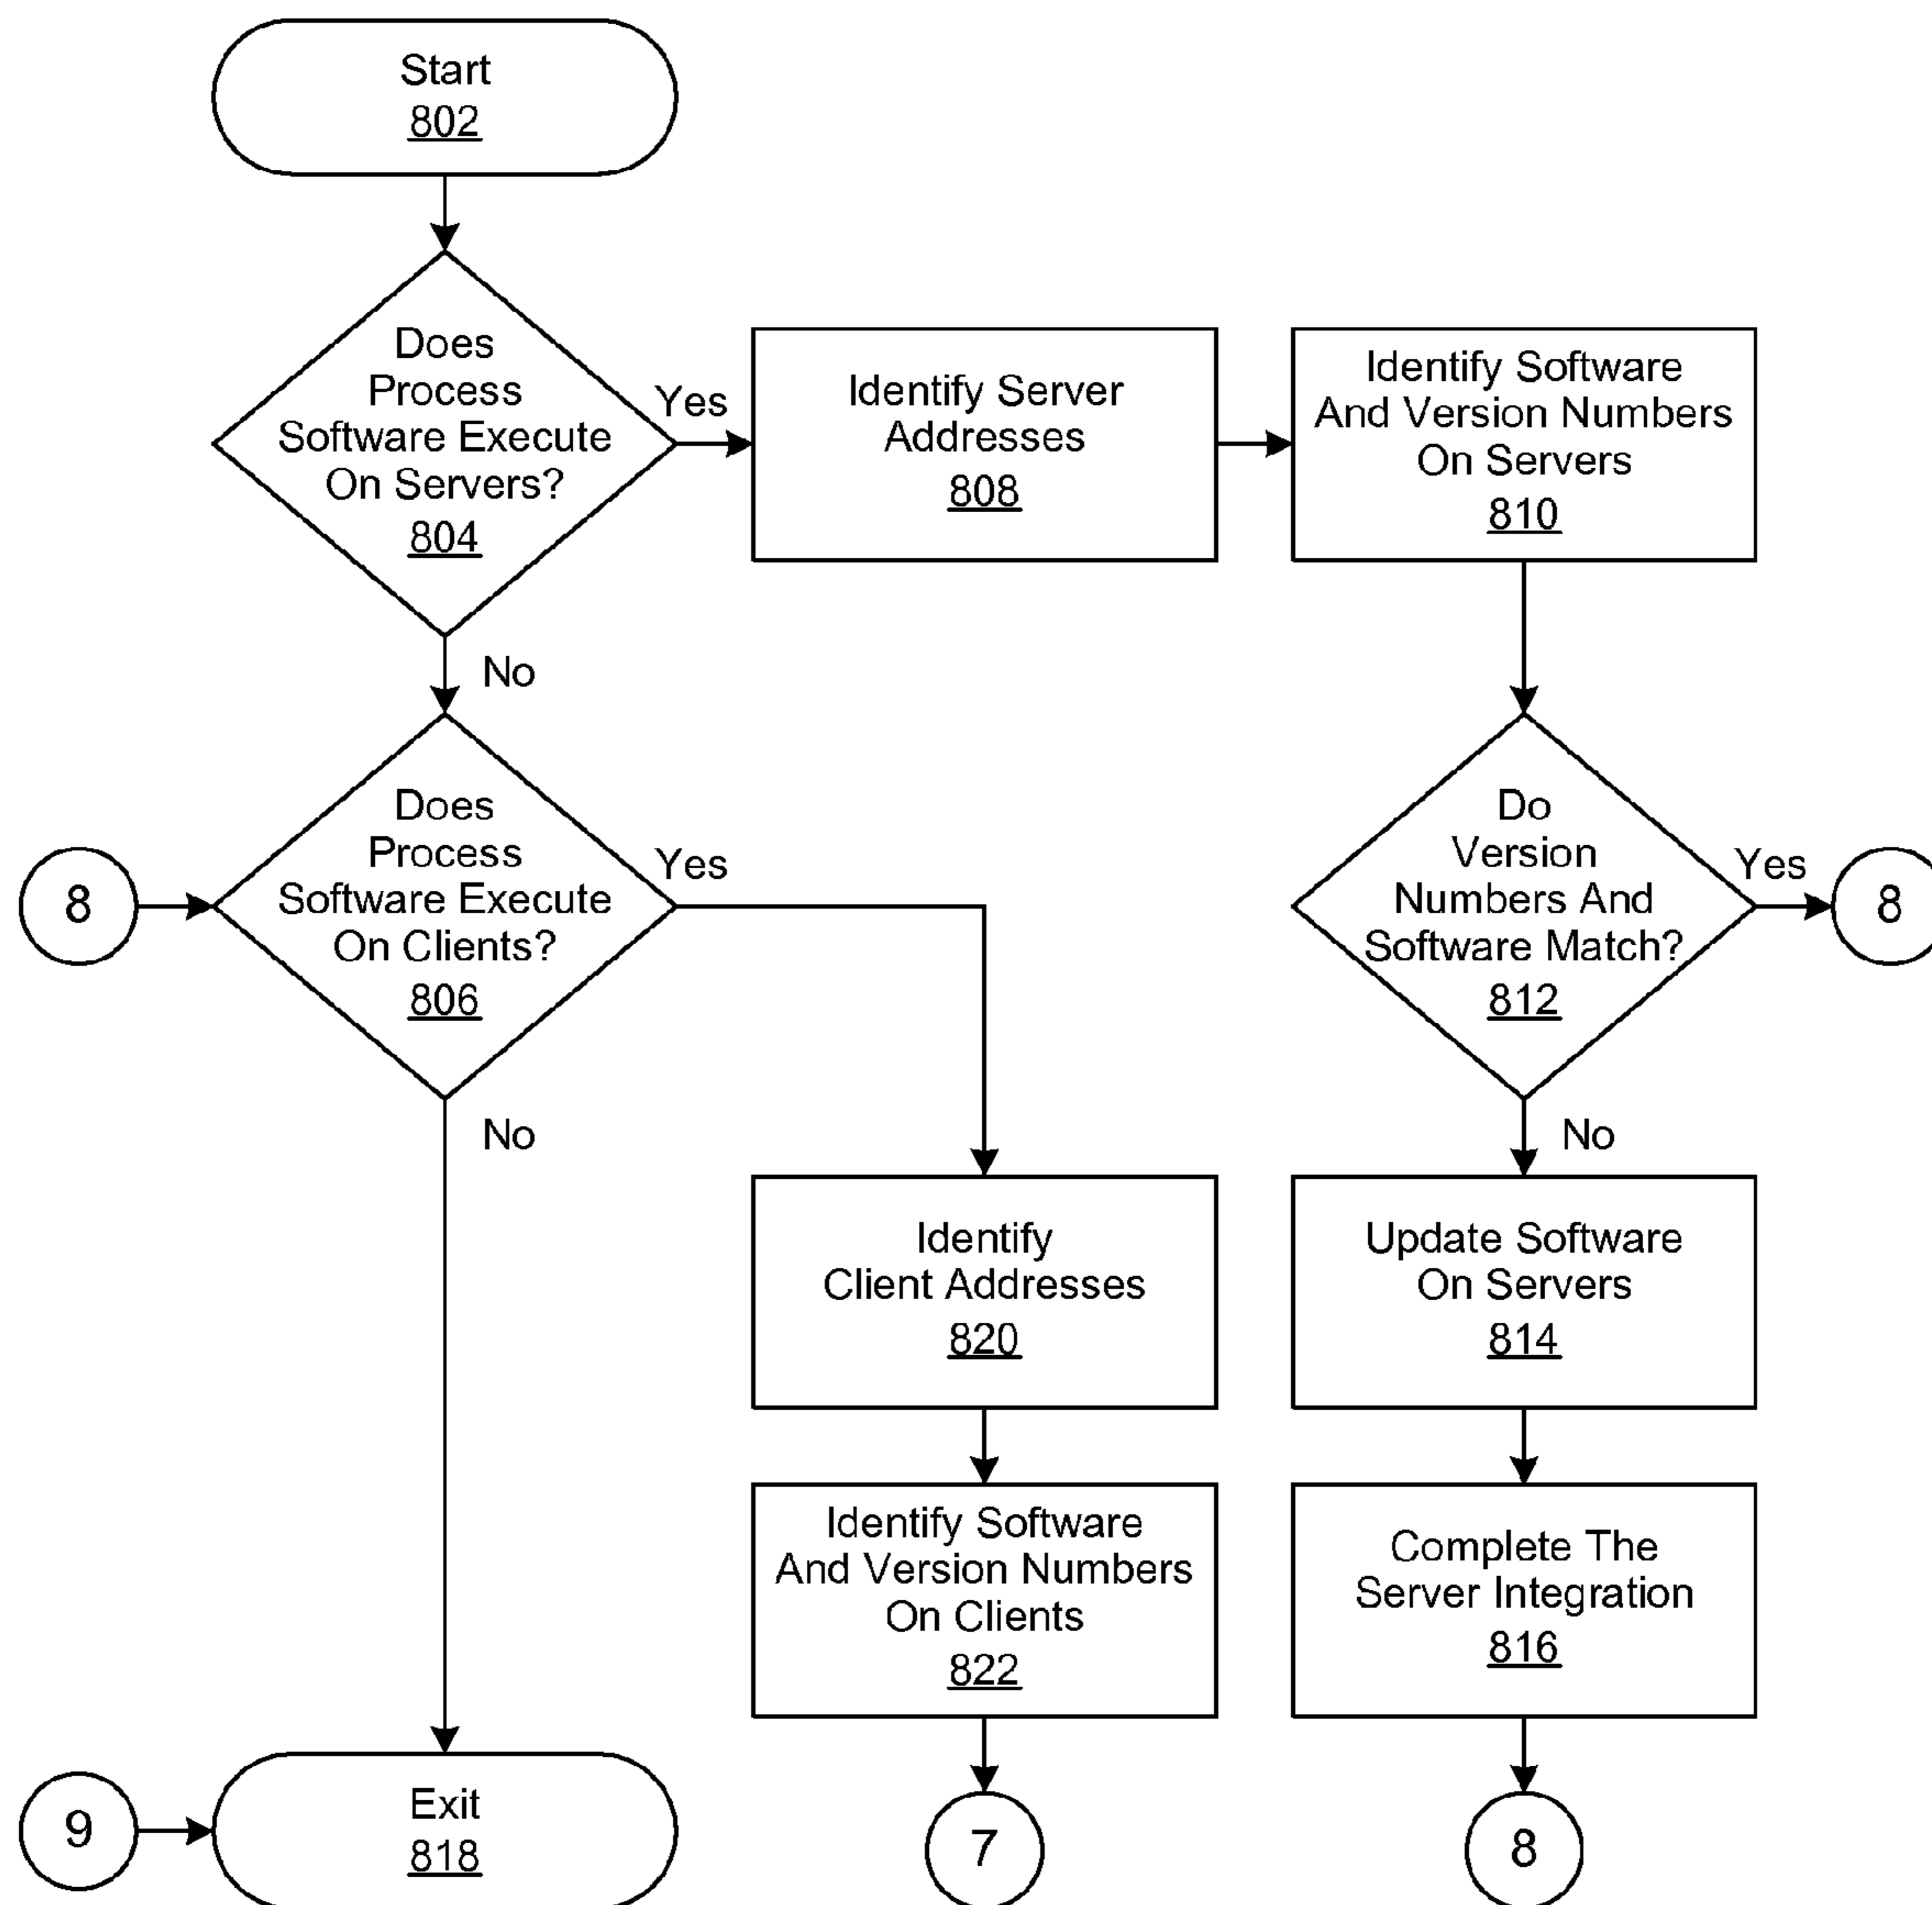 Start
802
Does
Process
Software Execute
On Servers?
804
Yes
Identify Server
Addresses
808
Identify Software
And Version Numbers
On Servers
810
No
8
Does
Process
Software Execute
On Clients?
806
Yes
Do
Version
Numbers And
Software Match?
812
Yes
8
No
No
Identify
Client Addresses
820
Update Software
On Servers
814
Identify Software
And Version Numbers
On Clients
822
Complete The
Server Integration
816
9
Exit
818
7
8